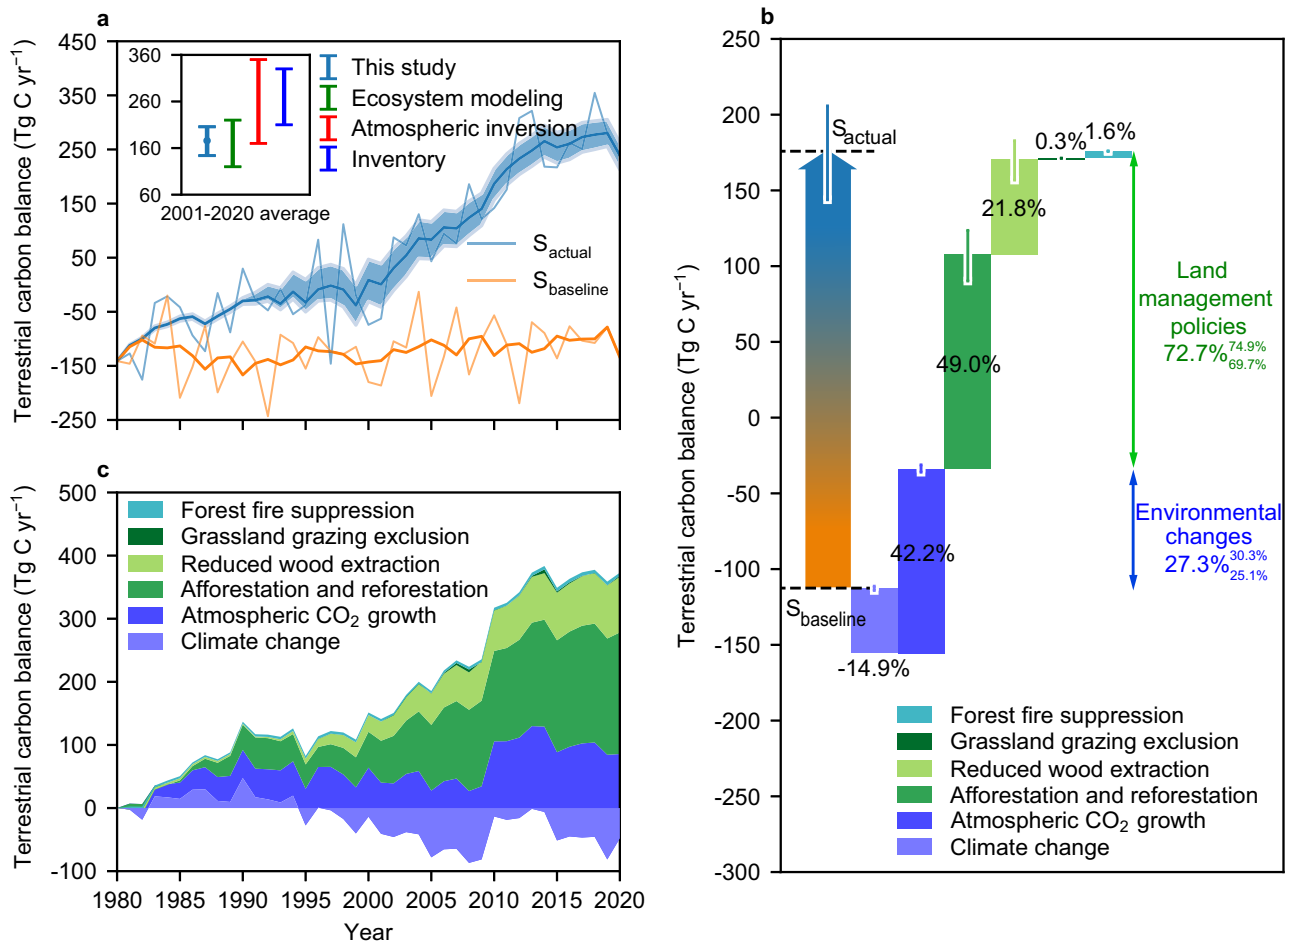 a
Terrestrial carbon balance (Tg C yr⁻¹)
450
350
250
150
50
-50
-150
-250
360
260
160
60
2001-2020 average
This study
Ecosystem modeling
Atmospheric inversion
Inventory
S_actual
S_baseline
b
Terrestrial carbon balance (Tg C yr⁻¹)
250
200
150
100
50
0
-50
-100
-150
-200
-250
-300
S_actual
0.3%
1.6%
21.8%
49.0%
42.2%
S_baseline
-14.9%
Land
management
policies
72.7% 74.9% 69.7%
Environmental
changes
27.3% 30.3% 25.1%
Forest fire suppression
Grassland grazing exclusion
Reduced wood extraction
Afforestation and reforestation
Atmospheric CO₂ growth
Climate change
c
Terrestrial carbon balance (Tg C yr⁻¹)
500
400
300
200
100
0
-100
Forest fire suppression
Grassland grazing exclusion
Reduced wood extraction
Afforestation and reforestation
Atmospheric CO₂ growth
Climate change
1980 1985 1990 1995 2000 2005 2010 2015 2020
Year